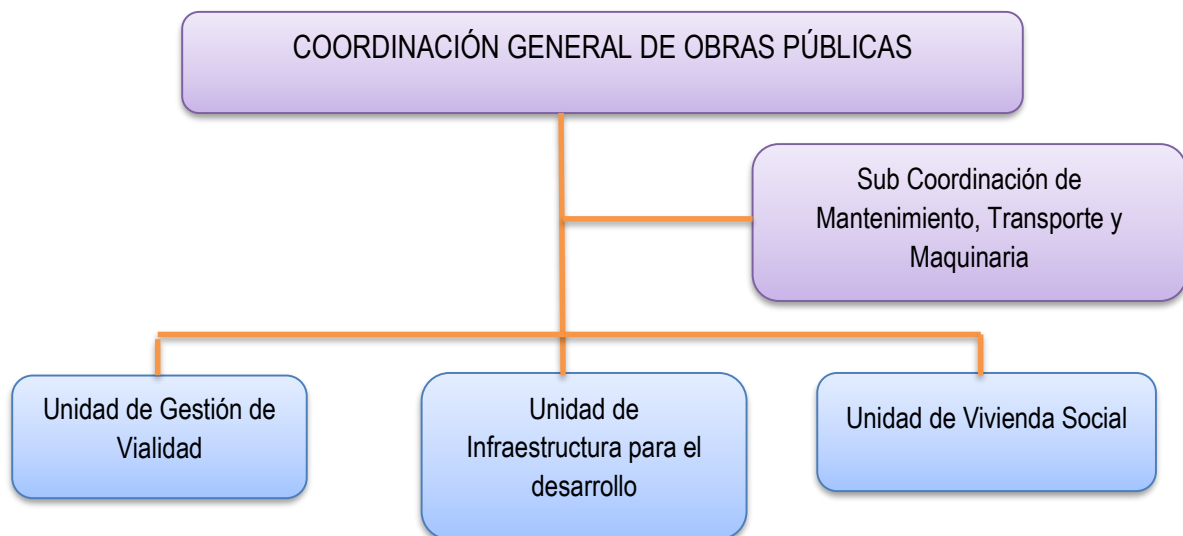 COORDINACIÓN GENERAL DE OBRAS PÚBLICAS
Sub Coordinación de
Mantenimiento, Transporte y
Maquinaria
Unidad de Gestión de
Vialidad
Unidad de
Infraestructura para el
desarrollo
Unidad de Vivienda Social